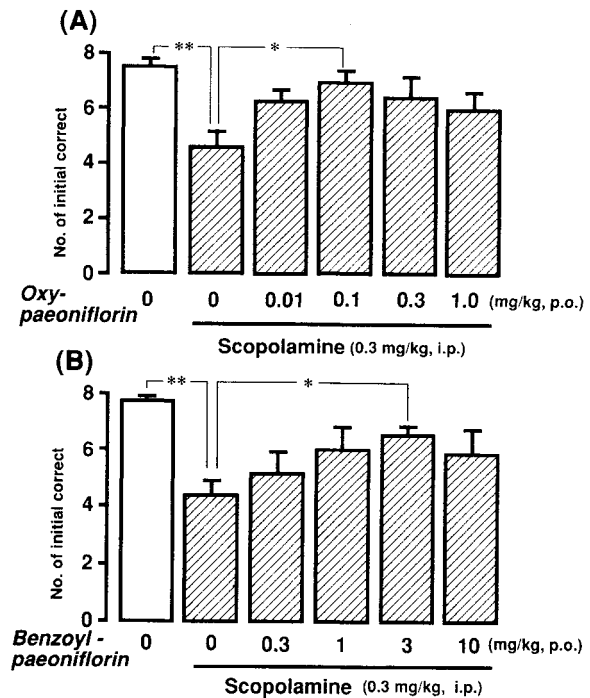 (A)
** *
8
6
4
2
0
No. of initial correct
Oxy-
paeoniflorin
0 0 0.01 0.1 0.3 1.0 (mg/kg, p.o.)
Scopolamine (0.3 mg/kg, i.p.)
(B)
** *
8
6
4
2
0
No. of initial correct
Benzoyl-
paeoniflorin
0 0 0.3 1 3 10 (mg/kg, p.o.)
Scopolamine (0.3 mg/kg, i.p.)